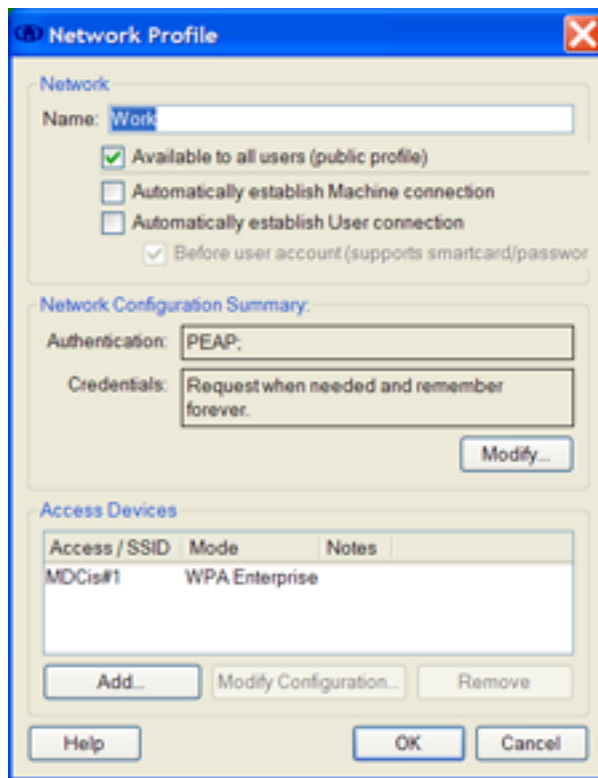 Network Profile
Network
Name: Work
Available to all users (public profile)
Automatically establish Machine connection
Automatically establish User connection
Before user account (supports smartcard/passwor
Network Configuration Summary:
Authentication: PEAP;
Credentials: Request when needed and remember
forever.
Modify...
Access Devices
Access / SSID Mode Notes
MDCis#1 WPA Enterprise
Add... Modify Configuration... Remove
Help OK Cancel